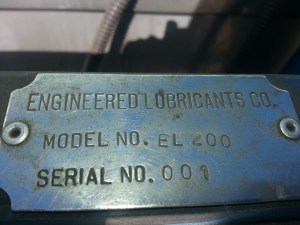 ENGINEERED LUBRICANTS CO.
MODEL NO. EL 200
SERIAL NO. 001